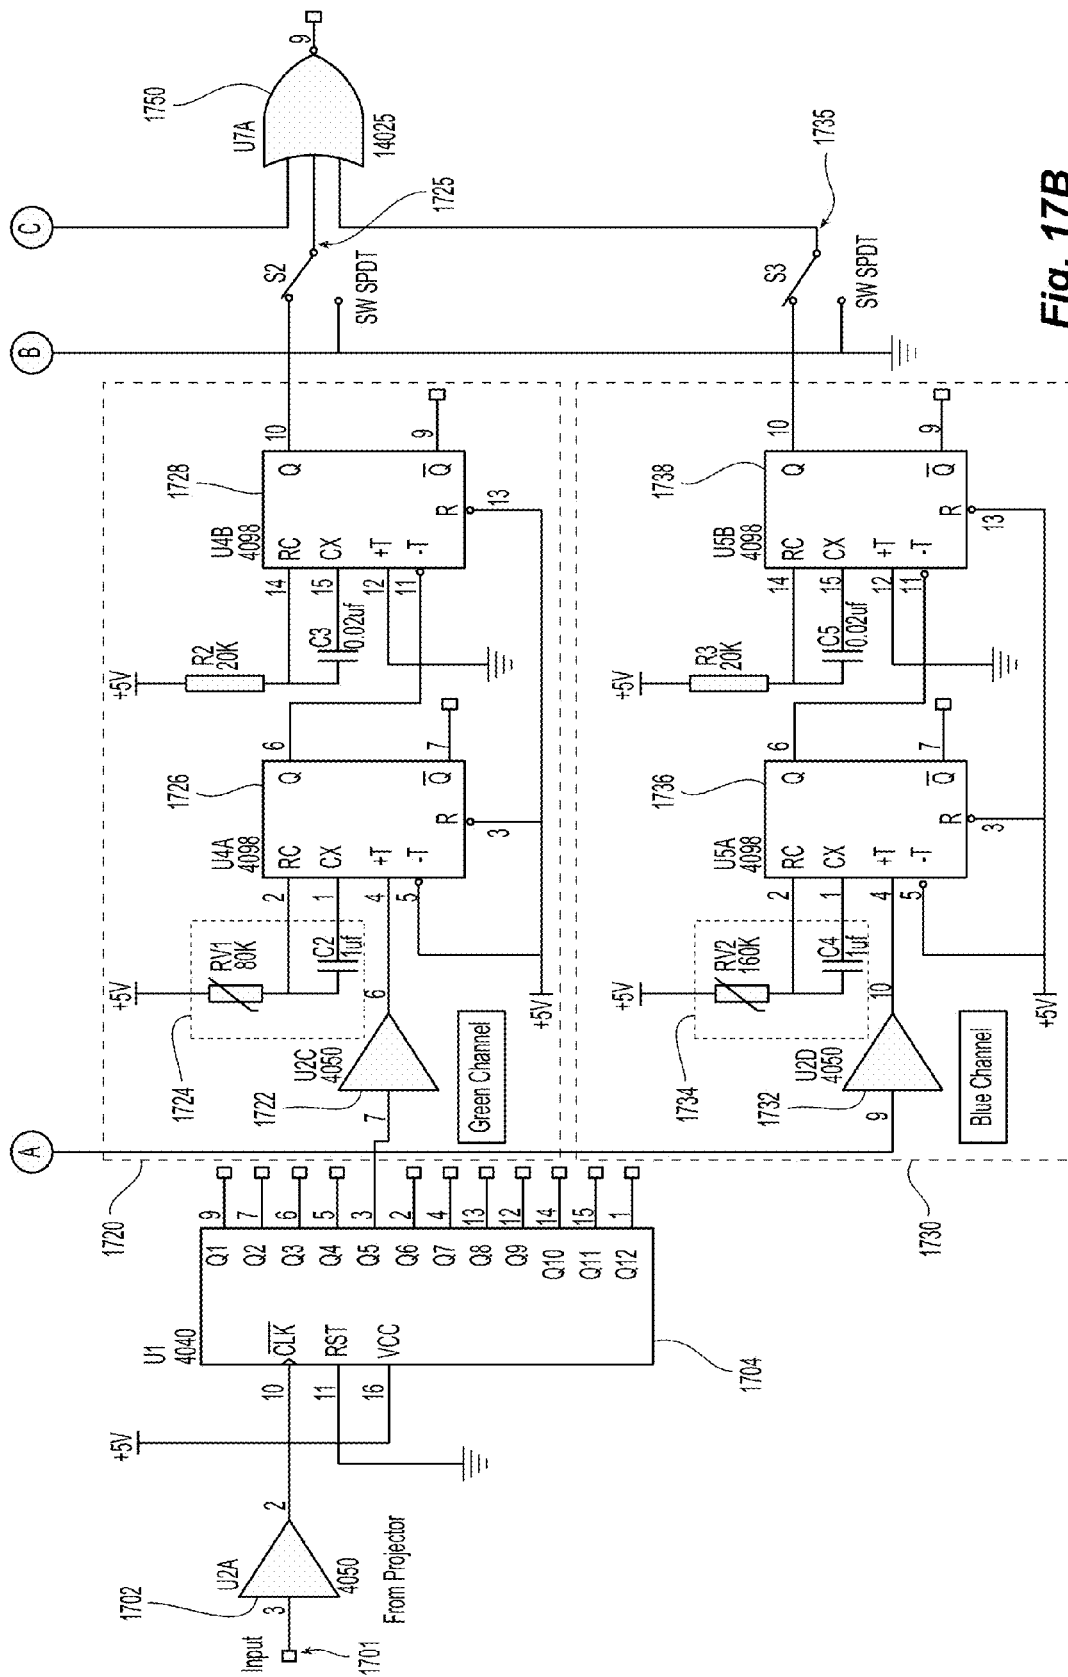 Input
1701
1702
3
U2A
4050
From Projector
2
+5V
10
11
16
U1
4040
CLK
RST
VCC
1704
Q1
Q2
Q3
Q4
Q5
Q6
Q7
Q8
Q9
Q10
Q11
Q12
9
7
6
5
3
2
4
13
12
14
15
1
1720
A
1724
+5V
RV1
80K
C2
1uf
1722
U2C
4050
7
6
Green Channel
+5V
2
1
4
5
U4A
4098
1726
RC
CX
+T
-T
R
Q
Q
3
6
7
+5V
R2
20K
C3
0.02uf
14
15
12
11
U4B
4098
1728
RC
CX
+T
-T
R
Q
Q
13
10
9
B
C
S2
SW SPDT
1725
U7A
14025
1750
9
1730
1734
+5V
RV2
160K
C4
1uf
1732
U2D
4050
9
10
Blue Channel
+5V
2
1
4
5
U5A
4098
1736
RC
CX
+T
-T
R
Q
Q
3
6
7
+5V
R3
20K
C5
0.02uf
14
15
12
11
U5B
4098
1738
RC
CX
+T
-T
R
Q
Q
13
10
9
S3
SW SPDT
1735
Fig. 17B